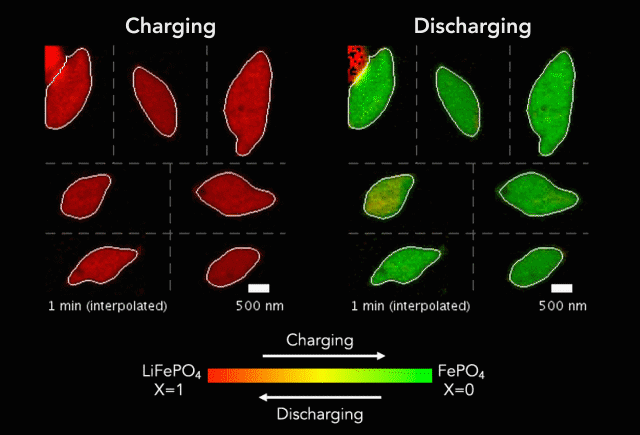 Charging
Discharging
1 min (interpolated)
500 nm
1 min (interpolated)
500 nm
Charging
LiFePO₄
X=1
FePO₄
X=0
Discharging